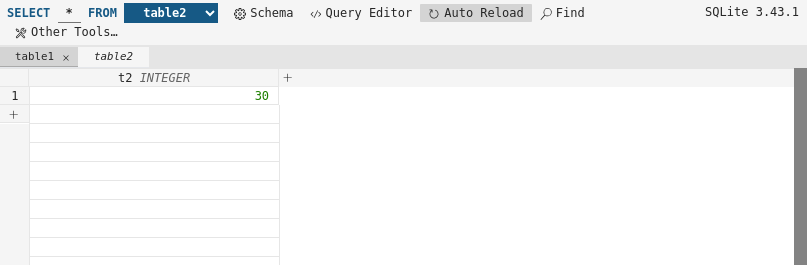 SELECT * FROM table2 Schema Query Editor Auto Reload Find SQLite 3.43.1
Other Tools…
table1 × table2
t2 INTEGER +
1 30
+